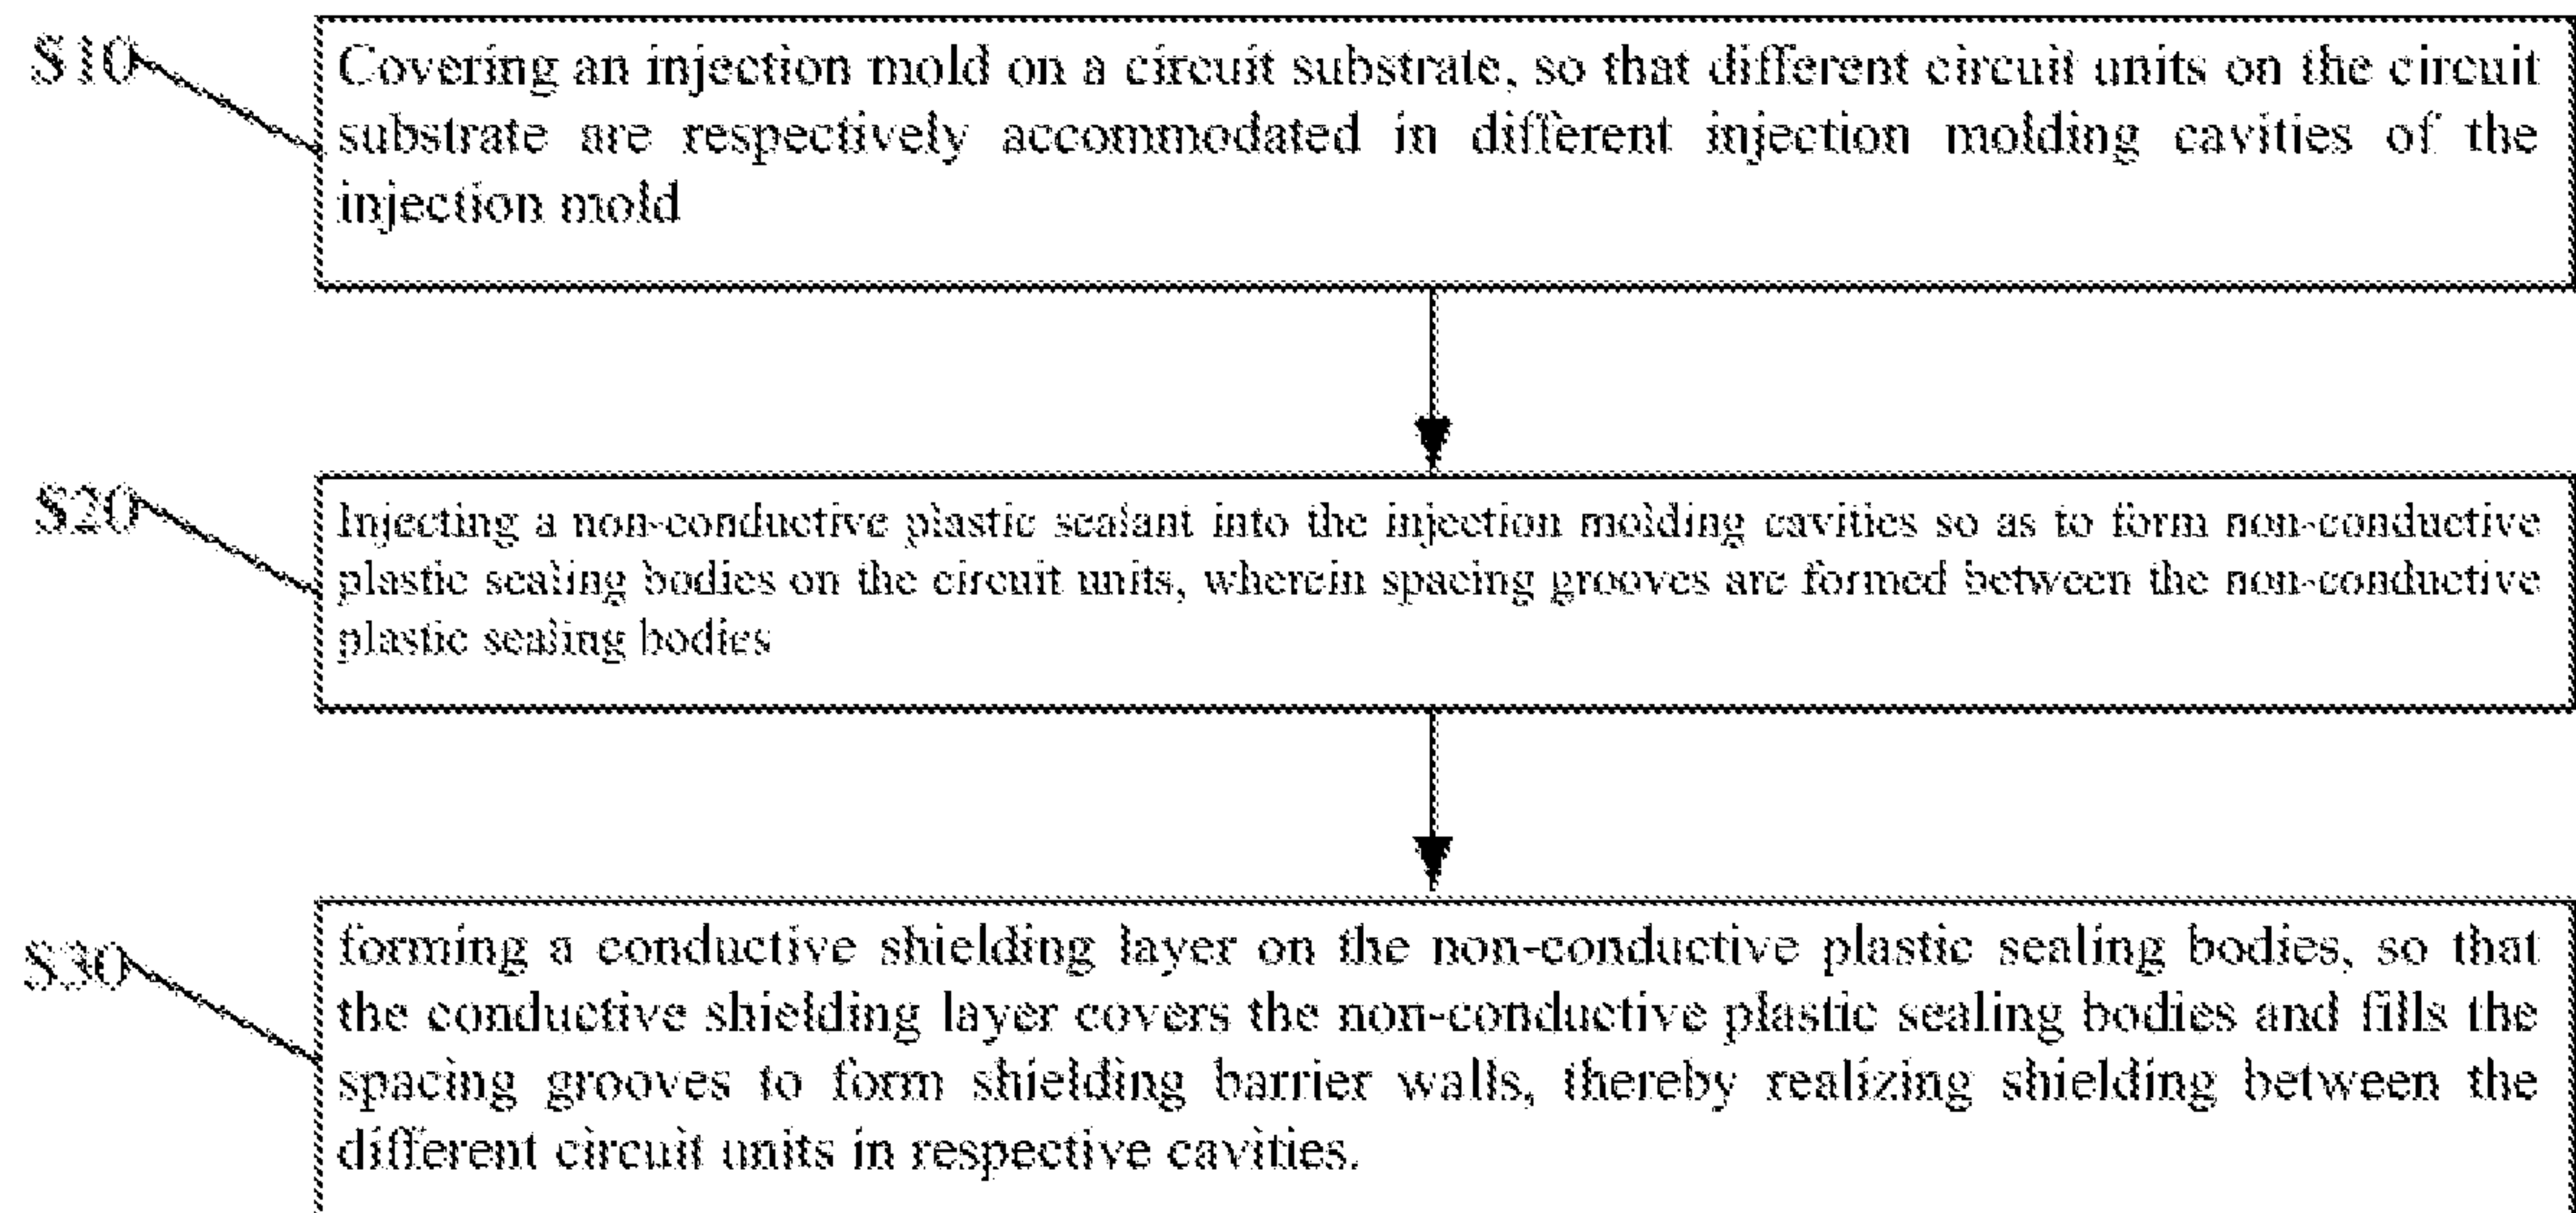 S10
Covering an injection mold on a circuit substrate, so that different circuit units on the circuit
substrate are respectively accommodated in different injection molding cavities of the
injection mold
S20
Injecting a non-conductive plastic sealant into the injection molding cavities so as to form non-conductive
plastic sealing bodies on the circuit units, wherein spacing grooves are formed between the non-conductive
plastic sealing bodies
S30
forming a conductive shielding layer on the non-conductive plastic sealing bodies, so that
the conductive shielding layer covers the non-conductive plastic sealing bodies and fills the
spacing grooves to form shielding barrier walls, thereby realizing shielding between the
different circuit units in respective cavities.